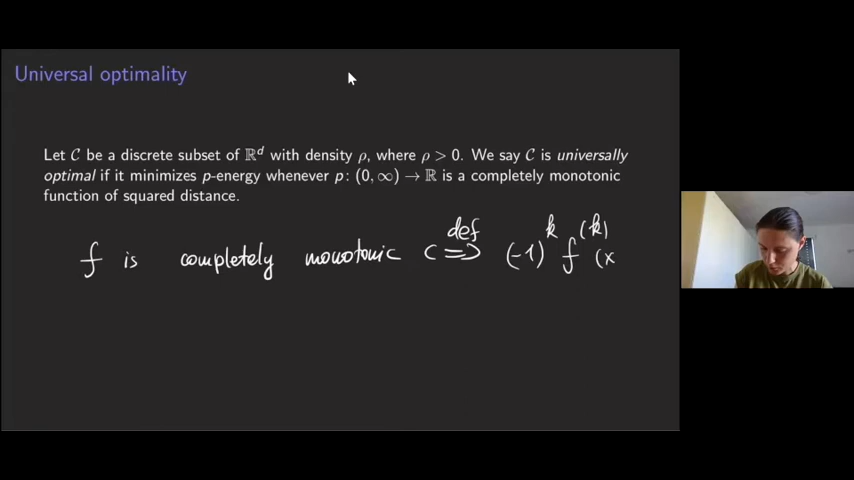 Universal optimality
Let C be a discrete subset of ℝᵈ with density ρ, where ρ > 0. We say C is universally
optimal if it minimizes p-energy whenever p: (0, ∞) → ℝ is a completely monotonic
function of squared distance.
f is completely monotonic ⟺ᵈᵉᶠ (-1)ᵏ f⁽ᵏ⁾ (x